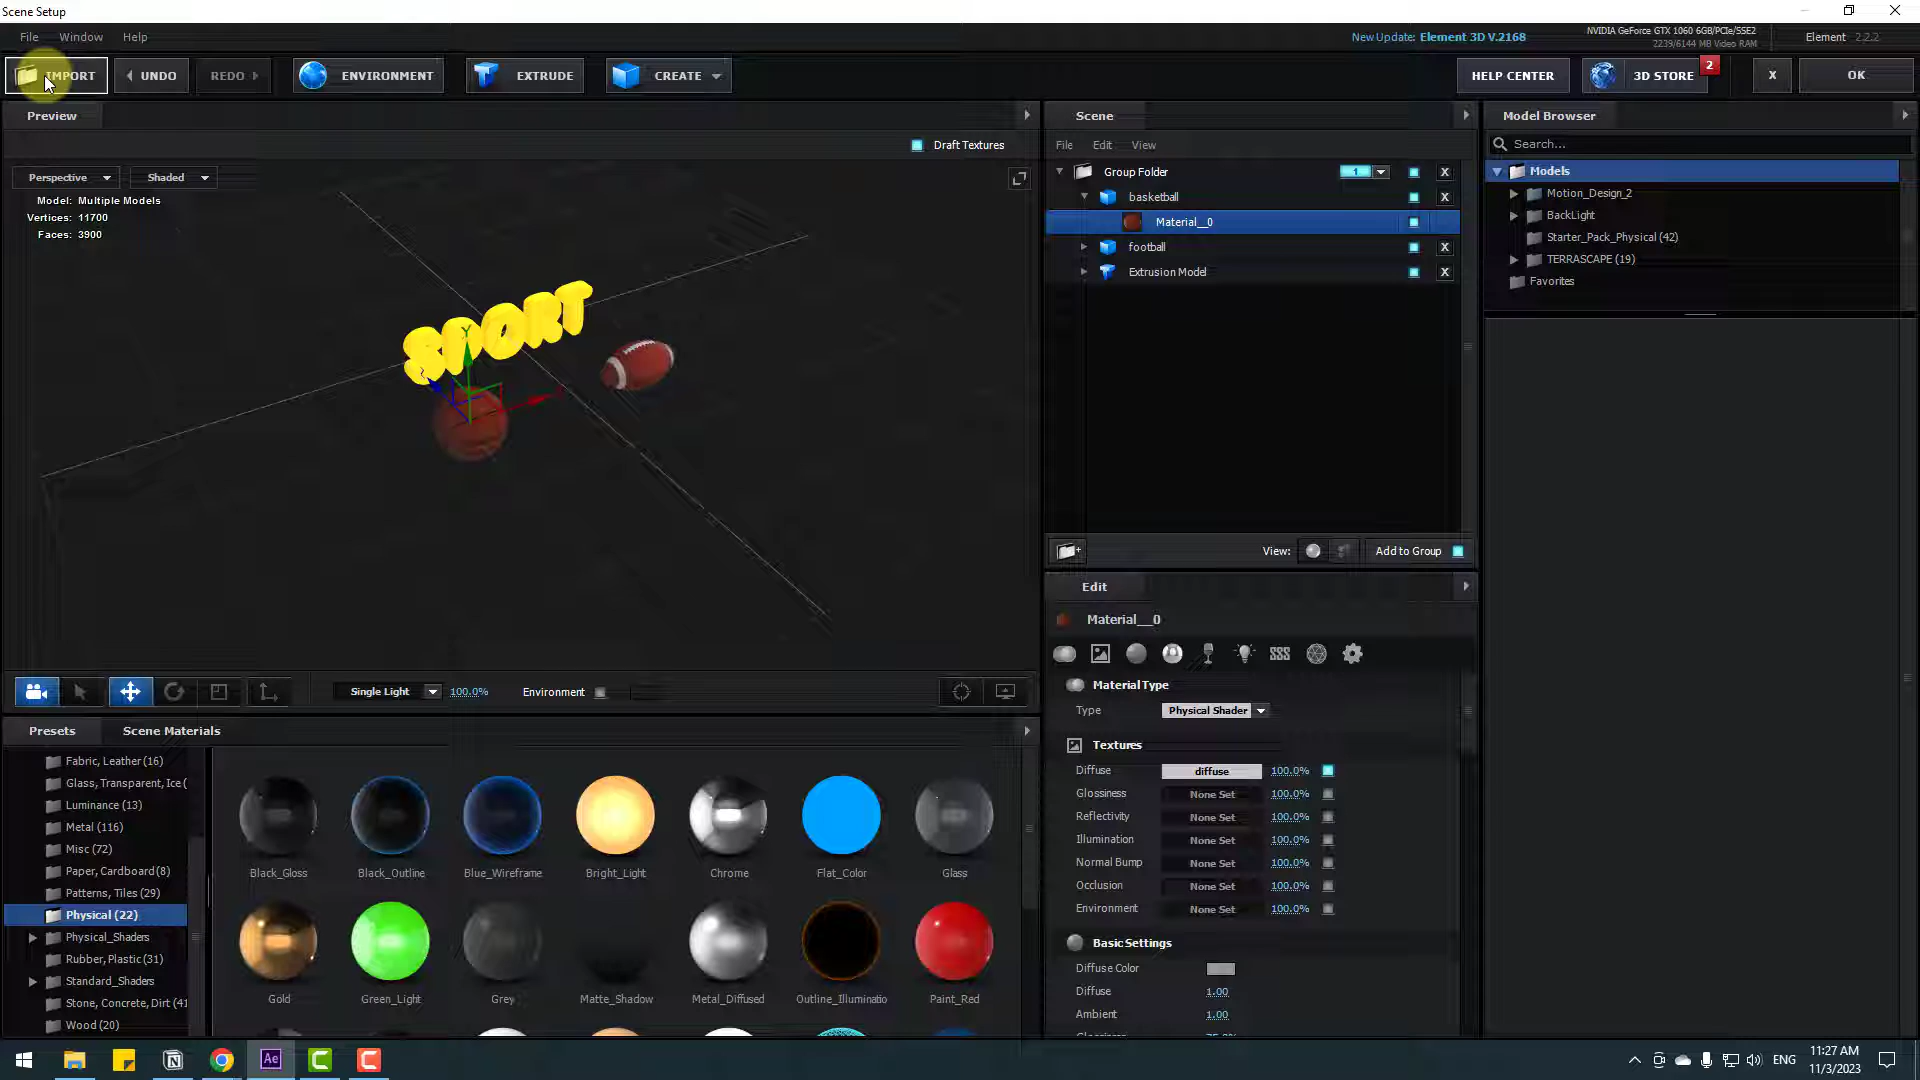 Scene Setup
File Window Help
New Update: Element 3D V.2168
NVIDIA GeForce GTX 1060 6GB/PCIe/SSE2
2239/6144 MB Video RAM
Element 2.2.2
IMPORT UNDO REDO ENVIRONMENT EXTRUDE CREATE HELP CENTER 3D STORE 2 X OK
Preview
Draft Textures
Perspective Shaded
Model: Multiple Models
Vertices: 11700
Faces: 3900
SPORT
Y
Single Light 100.0% Environment
Scene
File Edit View
Group Folder 1 X
basketball X
Material__0
football X
Extrusion Model X
View: Add to Group
Model Browser
Search...
Models
Motion_Design_2
BackLight
Starter_Pack_Physical (42)
TERRASCAPE (19)
Favorites
Edit
Material__0
Material Type
Type Physical Shader
Textures
Diffuse diffuse 100.0%
Glossiness None Set 100.0%
Reflectivity None Set 100.0%
Illumination None Set 100.0%
Normal Bump None Set 100.0%
Occlusion None Set 100.0%
Environment None Set 100.0%
Basic Settings
Diffuse Color
Diffuse 1.00
Ambient 1.00
Presets Scene Materials
Fabric, Leather (16)
Glass, Transparent, Ice (
Luminance (13)
Metal (116)
Misc (72)
Paper, Cardboard (8)
Patterns, Tiles (29)
Physical (22)
Physical_Shaders
Rubber, Plastic (31)
Standard_Shaders
Stone, Concrete, Dirt (41
Wood (20)
Black_Gloss Black_Outline Blue_Wireframe Bright_Light Chrome Flat_Color Glass
Gold Green_Light Grey Matte_Shadow Metal_Diffused Outline_Illuminatio Paint_Red
Ae
ENG
11:27 AM
11/3/2023